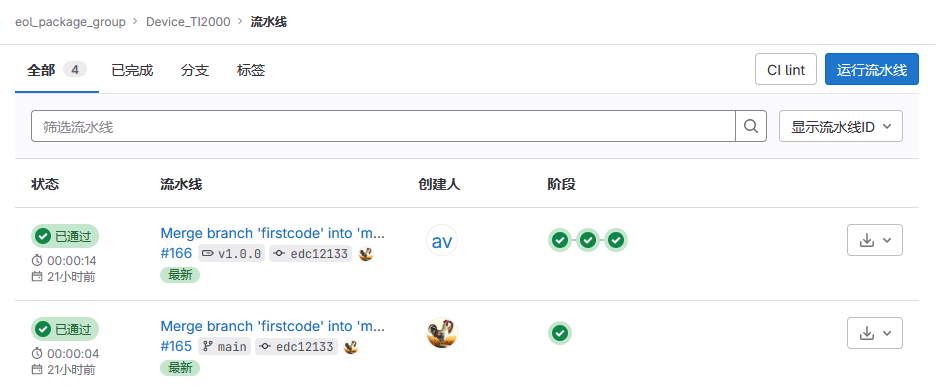 eol_package_group > Device_TI2000 > 流水线
全部 4 已完成 分支 标签 CI lint 运行流水线
筛选流水线 显示流水线ID
状态 流水线 创建人 阶段
已通过 Merge branch 'firstcode' into 'm... av
#166 v1.0.0 edc12133
00:00:14
最新
21小时前
已通过 Merge branch 'firstcode' into 'm...
#165 main edc12133
00:00:04
最新
21小时前